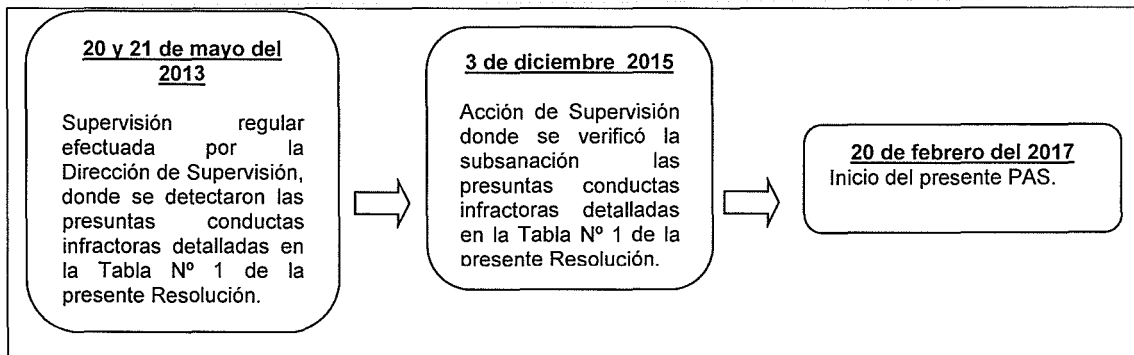 20 y 21 de mayo del
2013
Supervisión regular
efectuada por la
Dirección de Supervisión,
donde se detectaron las
presuntas conductas
infractoras detalladas en
la Tabla Nº 1 de la
presente Resolución.
3 de diciembre 2015
Acción de Supervisión
donde se verificó la
subsanación las
presuntas conductas
infractoras detalladas
en la Tabla Nº 1 de la
presente Resolución.
20 de febrero del 2017
Inicio del presente PAS.